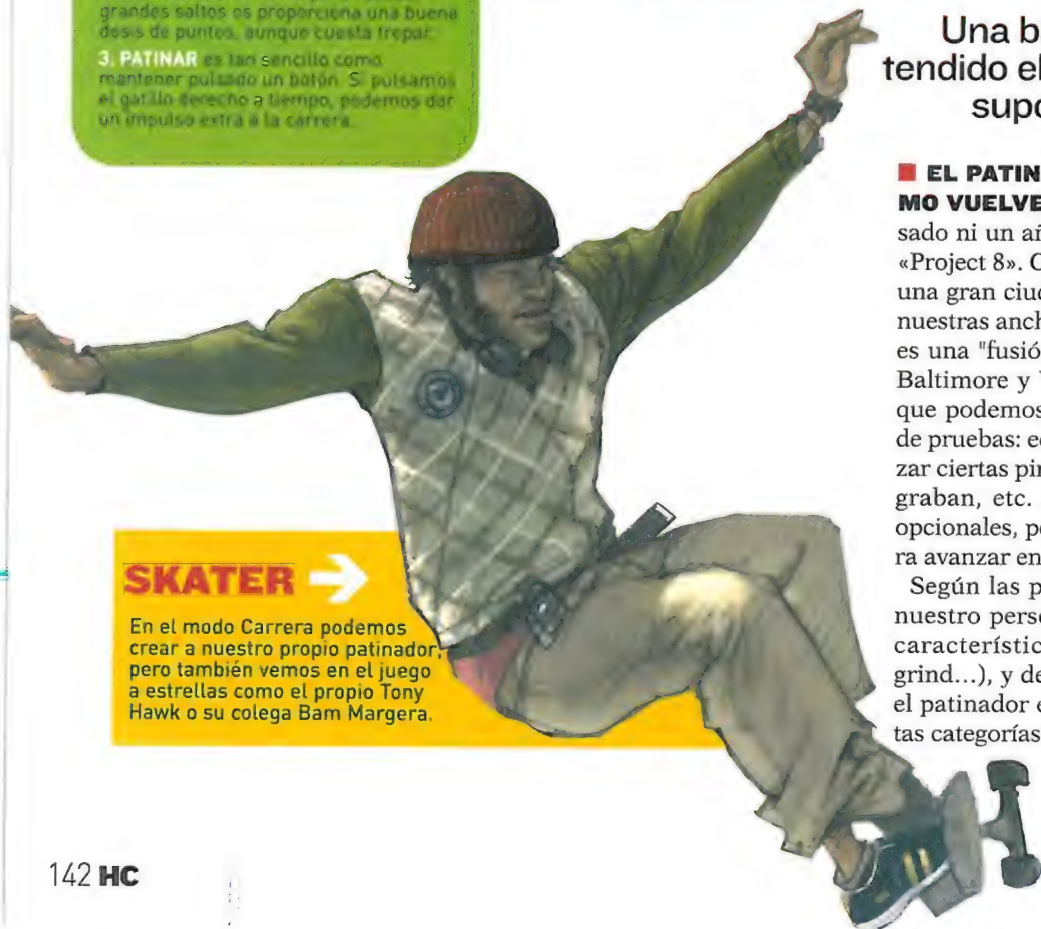 grandes saltos os proporciona una buena
dosis de puntos, aunque cuesta trepar.
3. PATINAR es tan sencillo como
mantener pulsado un botón. Si pulsamos
el gatillo derecho a tiempo, podemos dar
un impulso extra a la carrera.
SKATER
En el modo Carrera podemos
crear a nuestro propio patinador,
pero también vemos en el juego
a estrellas como el propio Tony
Hawk o su colega Bam Margera.
Una b
tendido el
supo
EL PATIN
MO VUELVE
sado ni un añ
«Project 8». C
una gran ciud
nuestras anch
es una "fusió
Baltimore y
que podemos
de pruebas: e
zar ciertas pir
graban, etc.
opcionales, pe
ra avanzar en
Según las p
nuestro pers
característic
grind...), y de
el patinador e
tas categorías
142 HC